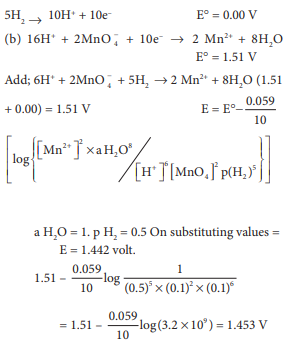 5H₂ → 10H⁺ + 10e⁻ E° = 0.00 V
(b) 16H⁺ + 2MnO₄⁻ + 10e⁻ → 2 Mn²⁺ + 8H₂O
E° = 1.51 V
Add; 6H⁺ + 2MnO₄⁻ + 5H₂ → 2 Mn²⁺ + 8H₂O (1.51
+ 0.00) = 1.51 V E = E°– 0.059/10
[log{[Mn²⁺]² × a H₂O⁸ / [H⁺]⁶ [MnO₄]² p(H₂)⁵}]
a H₂O = 1. p H₂ = 0.5 On substituting values =
E = 1.442 volt.
1.51 – 0.059/10 log 1/((0.5)⁵ × (0.1)² × (0.1)⁶)
= 1.51 – 0.059/10 log (3.2 × 10⁹) = 1.453 V